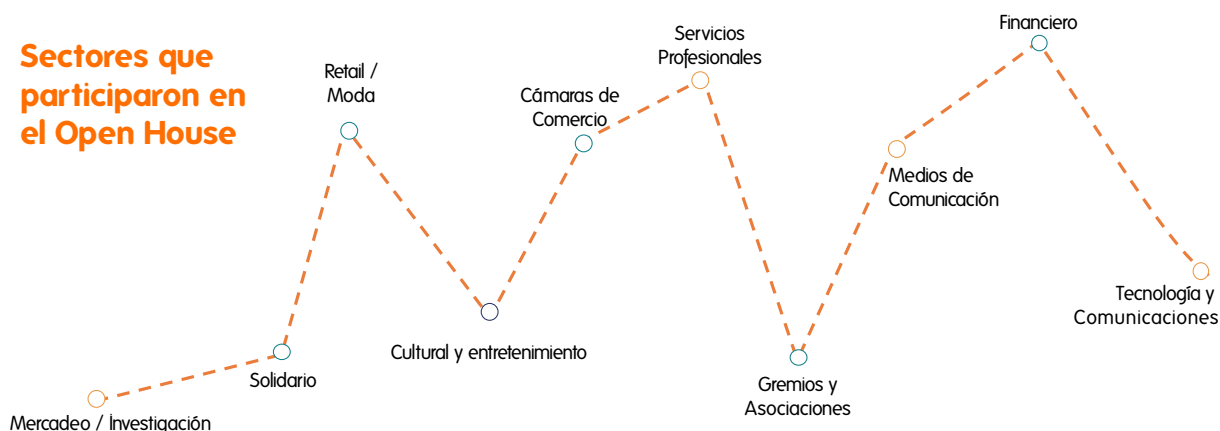 Sectores que
participaron en
el Open House
Mercadeo / Investigación
Solidario
Retail /
Moda
Cultural y entretenimiento
Cámaras de
Comercio
Servicios
Profesionales
Gremios y
Asociaciones
Medios de
Comunicación
Financiero
Tecnología y
Comunicaciones